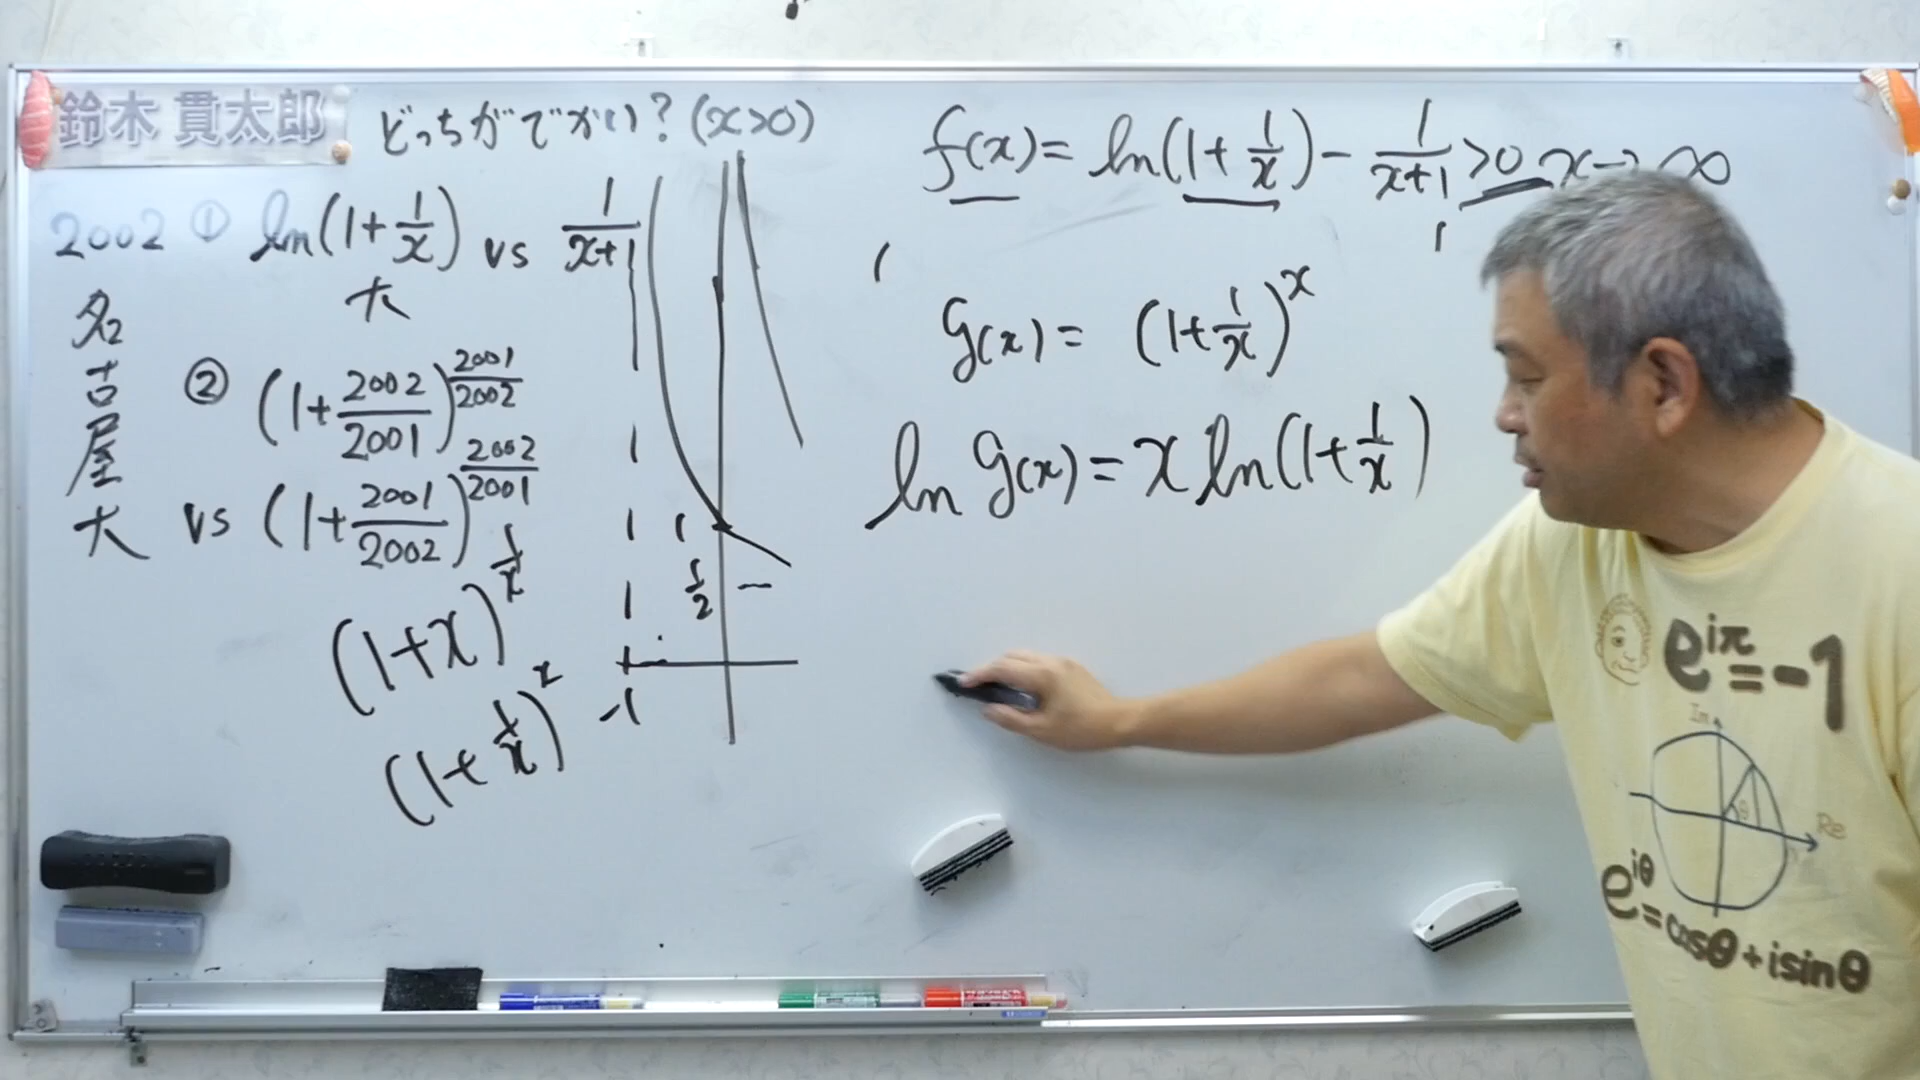 鈴木 貫太郎
どっちがでかい? (x>0)
2002 名古屋大
① ln(1+1/x) vs 1/(x+1)
大
② (1+2002/2001)^(2001/2002)
vs (1+2001/2002)^(2002/2001)
(1+x)^(1/x)
(1+1/x)^x
1
1/2
-1
f(x)= ln(1+1/x) - 1/(x+1) >0 x→∞
g(x)= (1+1/x)^x
ln g(x)= x ln(1+1/x)
e^iπ=-1
Im
θ
Re
e^iθ=cosθ+isinθ